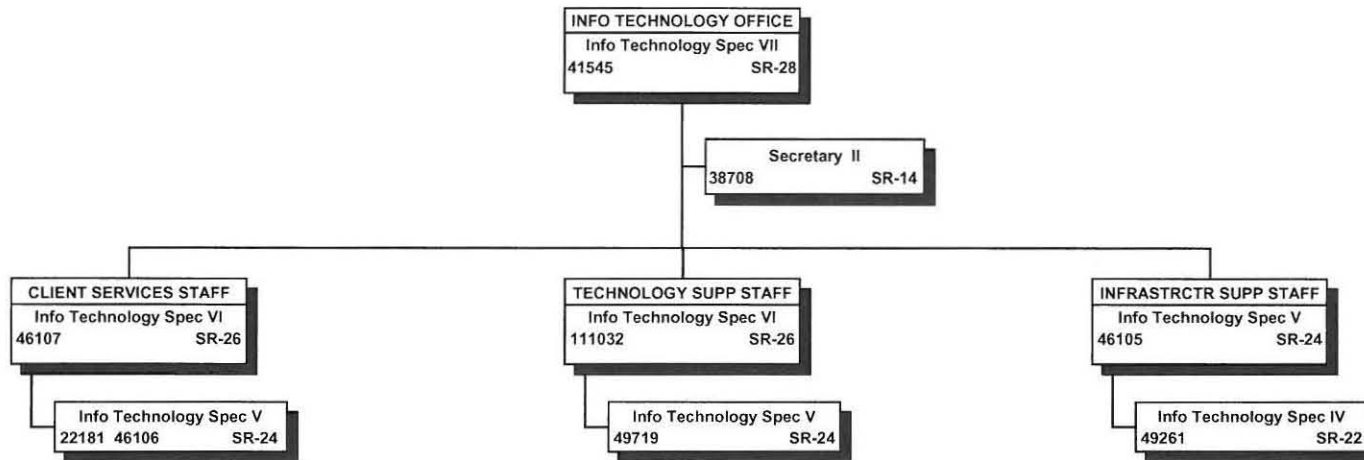 INFO TECHNOLOGY OFFICE
Info Technology Spec VII
41545 SR-28
Secretary II
38708 SR-14
CLIENT SERVICES STAFF
Info Technology Spec VI
46107 SR-26
Info Technology Spec V
22181 46106 SR-24
TECHNOLOGY SUPP STAFF
Info Technology Spec VI
111032 SR-26
Info Technology Spec V
49719 SR-24
INFRASTRCTR SUPP STAFF
Info Technology Spec V
46105 SR-24
Info Technology Spec IV
49261 SR-22